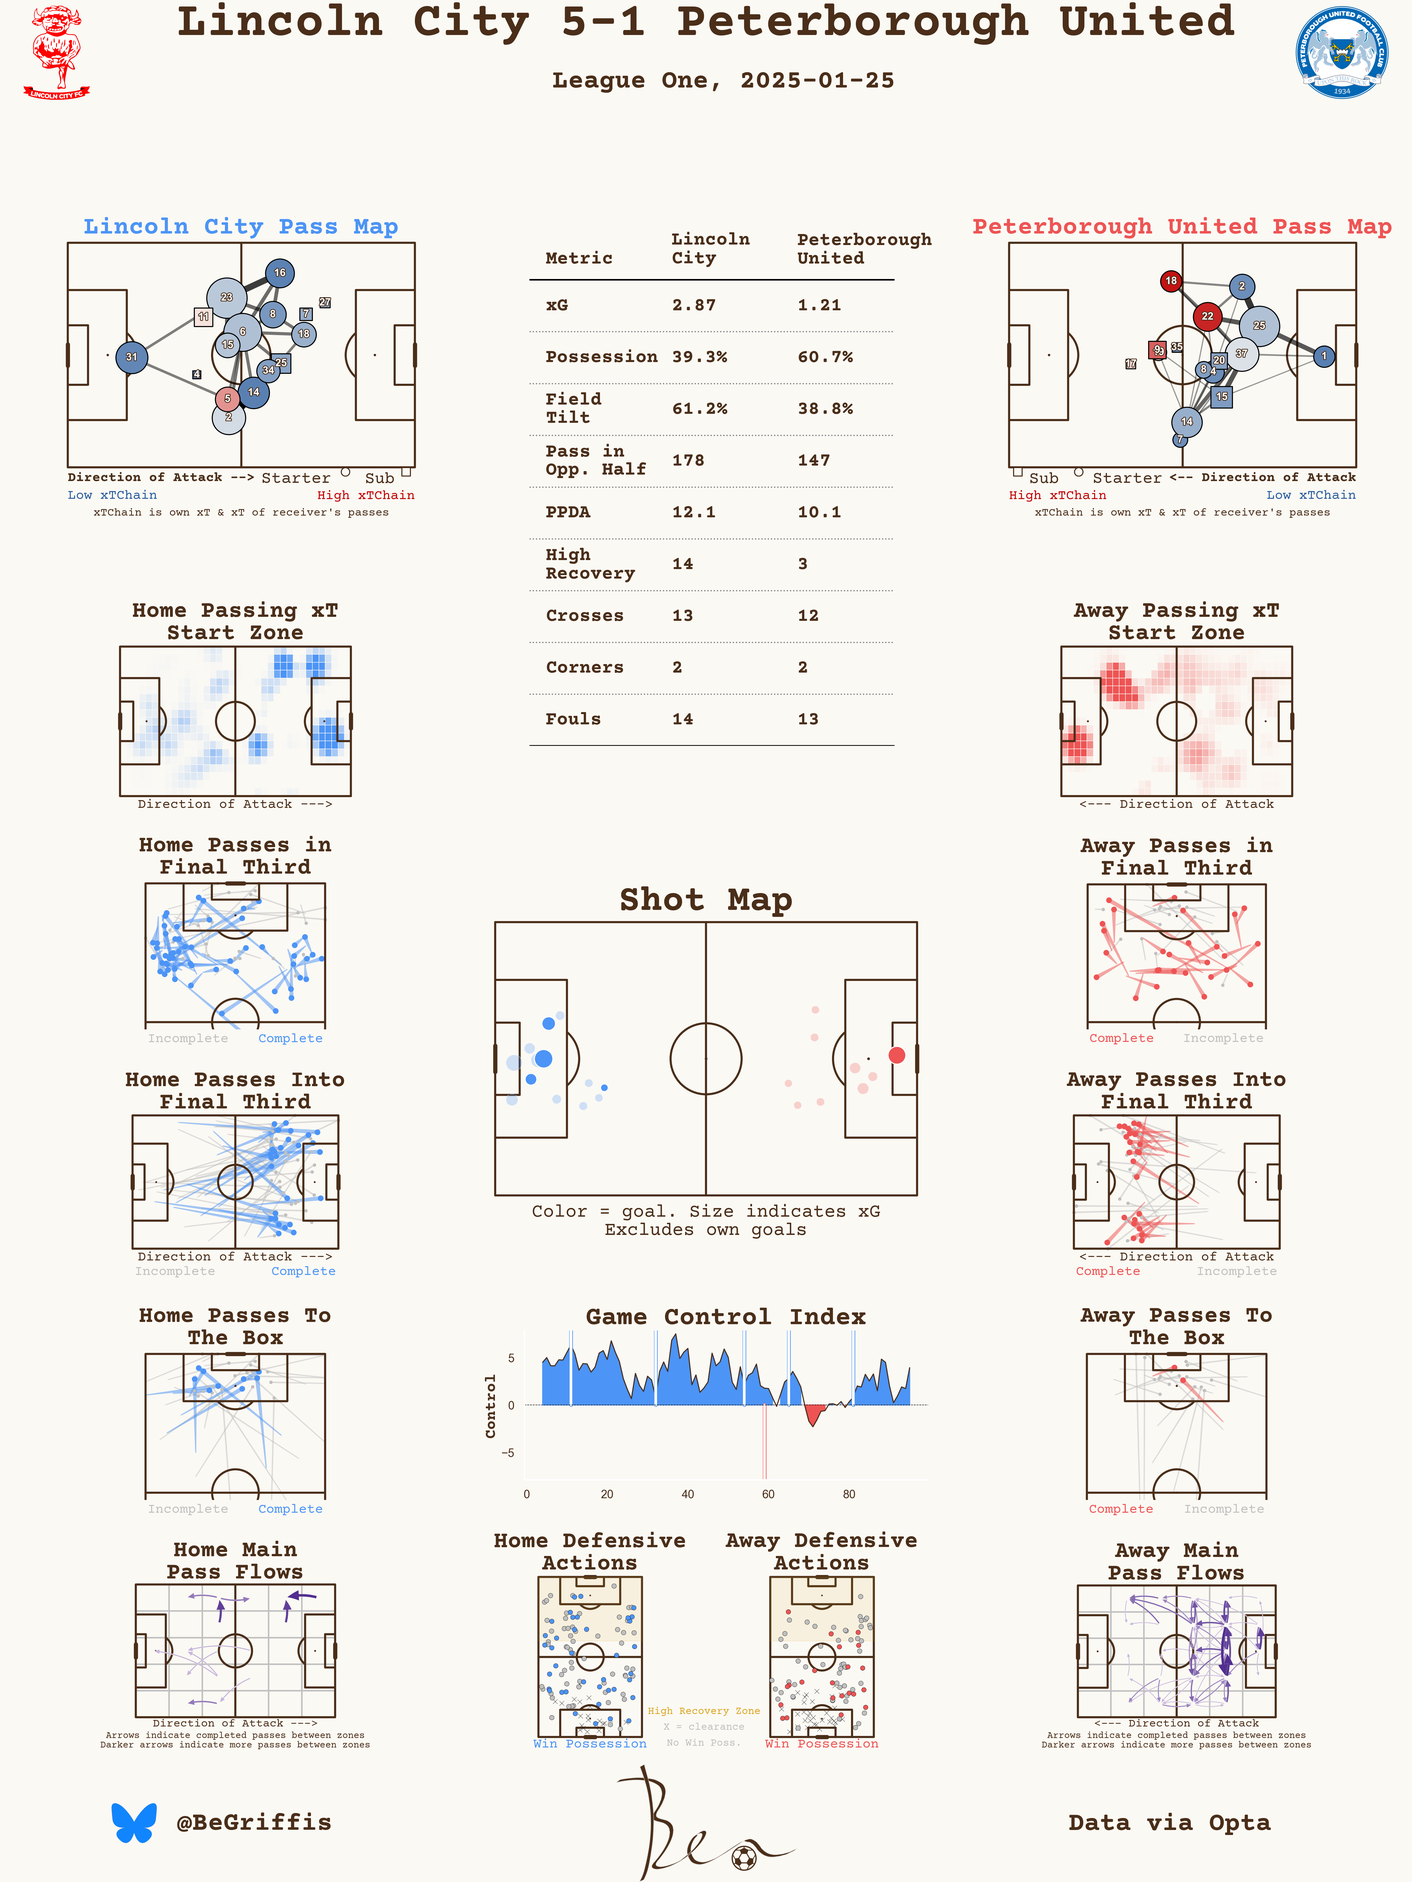 Lincoln City 5-1 Peterborough United
League One, 2025-01-25
LINCOLN CITY FC
PETERBOROUGH UNITED FOOTBALL CLUB
1934
Lincoln City Pass Map
16
23
27
11
8
7
6
18
15
31
25
34
4
14
5
2
Direction of Attack --> Starter Sub
Low xTChain High xTChain
xTChain is own xT & xT of receiver's passes
Metric Lincoln City Peterborough United
xG 2.87 1.21
Possession 39.3% 60.7%
Field Tilt 61.2% 38.8%
Pass in Opp. Half 178 147
PPDA 12.1 10.1
High Recovery 14 3
Crosses 13 12
Corners 2 2
Fouls 14 13
Peterborough United Pass Map
18
2
22
25
9
35
37
1
17
20
8
4
15
14
7
Sub Starter <-- Direction of Attack
High xTChain Low xTChain
xTChain is own xT & xT of receiver's passes
Home Passing xT
Start Zone
Direction of Attack --->
Away Passing xT
Start Zone
<--- Direction of Attack
Home Passes in
Final Third
Incomplete Complete
Away Passes in
Final Third
Complete Incomplete
Shot Map
Color = goal. Size indicates xG
Excludes own goals
Home Passes Into
Final Third
Direction of Attack --->
Incomplete Complete
Away Passes Into
Final Third
<--- Direction of Attack
Complete Incomplete
Home Passes To
The Box
Incomplete Complete
Game Control Index
Control
5
0
−5
0 20 40 60 80
Away Passes To
The Box
Complete Incomplete
Home Main
Pass Flows
Direction of Attack --->
Arrows indicate completed passes between zones
Darker arrows indicate more passes between zones
Home Defensive
Actions
Win Possession
High Recovery Zone
X = clearance
No Win Poss.
Away Defensive
Actions
Win Possession
Away Main
Pass Flows
<--- Direction of Attack
Arrows indicate completed passes between zones
Darker arrows indicate more passes between zones
@BeGriffis
Ben
Data via Opta